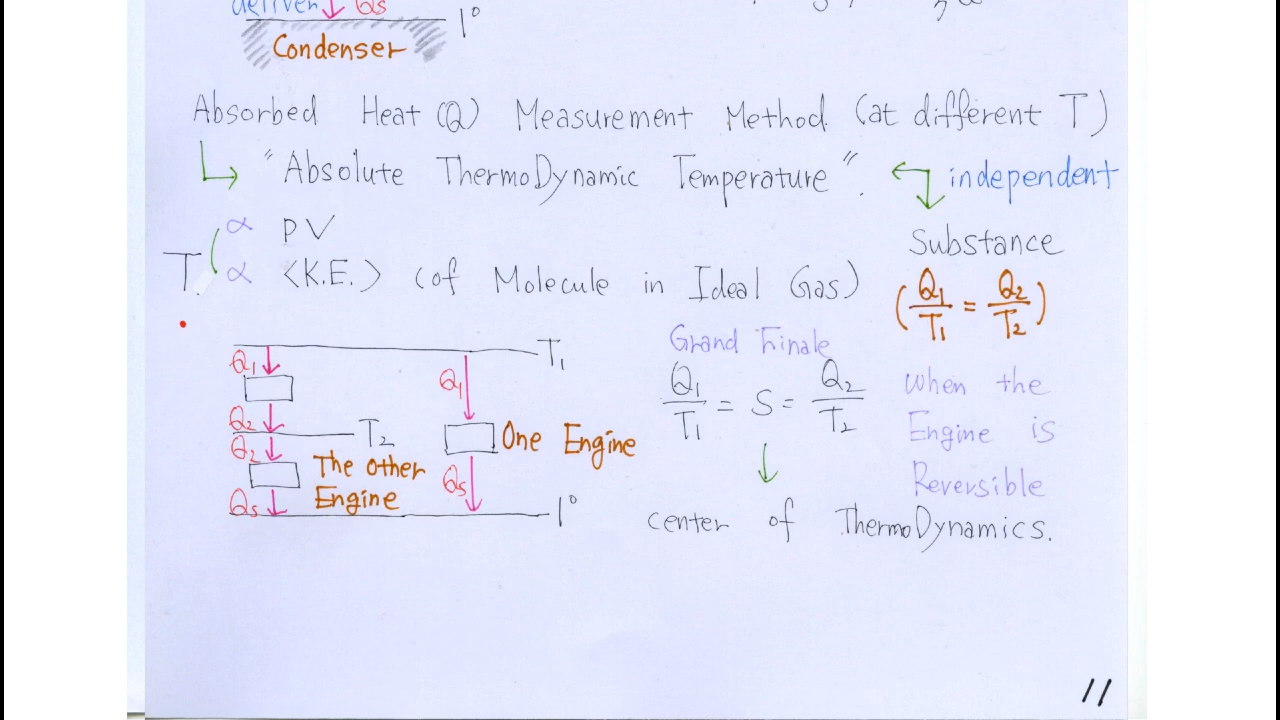 deliver Qs
1°
Condenser
Absorbed Heat (Q) Measurement Method (at different T)
"Absolute ThermoDynamic Temperature". independent
∝ PV
Substance
T ∝ <K.E.> (of Molecule in Ideal Gas)
(Q1/T1 = Q2/T2)
Grand Finale
Q1/T1 = S = Q2/T2
when the
Engine is
Reversible
center of ThermoDynamics.
T1
Q1
Q1
Q2
T2
Q2
One Engine
The other
Engine
Qs
Qs
1°
11